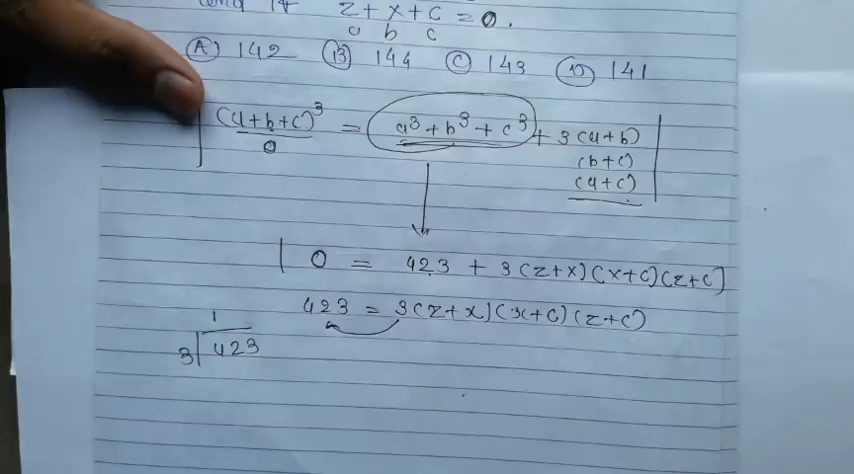 z + x + c = 0.
a b c
(A) 142 (B) 144 (C) 143 (D) 141
(a+b+c)³ = a³ + b³ + c³ + 3(a+b)
0
(b+c)
(a+c)
0 = 423 + 3(z+x)(x+c)(z+c)
423 = 3(z+x)(x+c)(z+c)
1
3 423